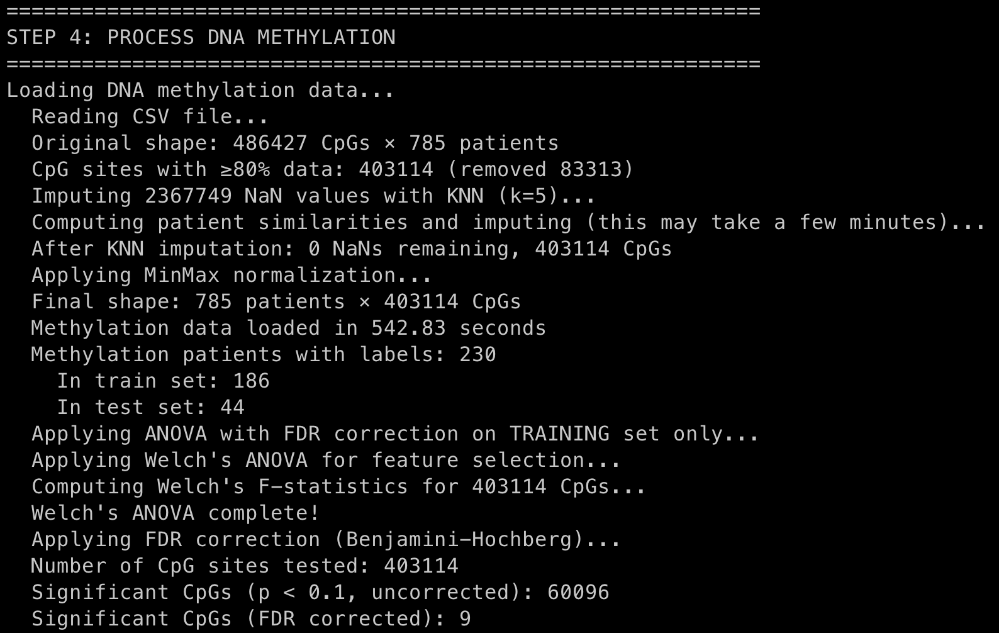 ============================================================
STEP 4: PROCESS DNA METHYLATION
============================================================
Loading DNA methylation data...
  Reading CSV file...
  Original shape: 486427 CpGs × 785 patients
  CpG sites with ≥80% data: 403114 (removed 83313)
  Imputing 2367749 NaN values with KNN (k=5)...
  Computing patient similarities and imputing (this may take a few minutes)...
  After KNN imputation: 0 NaNs remaining, 403114 CpGs
  Applying MinMax normalization...
  Final shape: 785 patients × 403114 CpGs
  Methylation data loaded in 542.83 seconds
  Methylation patients with labels: 230
    In train set: 186
    In test set: 44
  Applying ANOVA with FDR correction on TRAINING set only...
  Applying Welch's ANOVA for feature selection...
  Computing Welch's F-statistics for 403114 CpGs...
  Welch's ANOVA complete!
  Applying FDR correction (Benjamini-Hochberg)...
  Number of CpG sites tested: 403114
  Significant CpGs (p < 0.1, uncorrected): 60096
  Significant CpGs (FDR corrected): 9